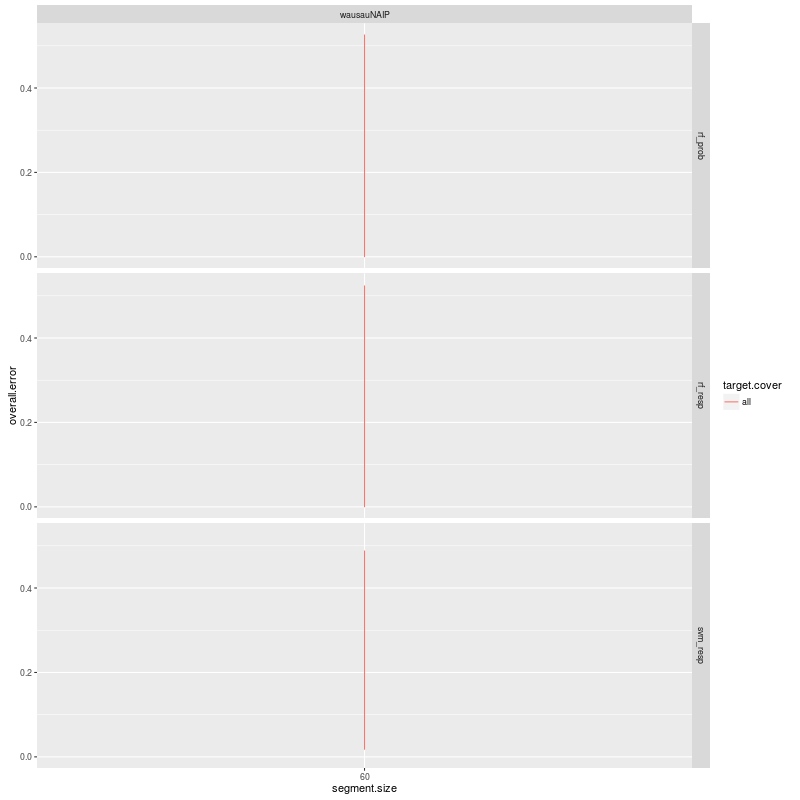 wausauNAIP
0.4
0.2
0.0
rf_prob
0.4
0.2
0.0
rf_resp
0.4
0.2
0.0
svm_resp
overall.error
60
segment.size
target.cover
all